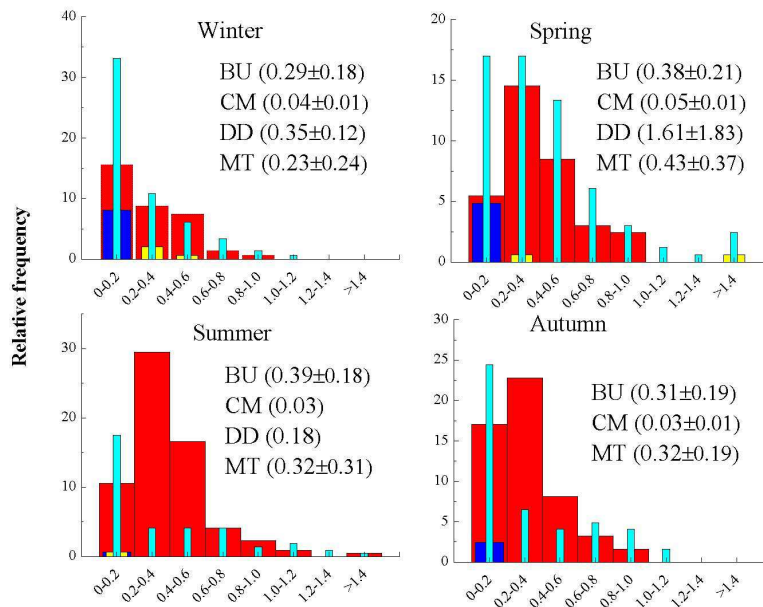 Relative frequency
Winter
BU (0.29±0.18)
CM (0.04±0.01)
DD (0.35±0.12)
MT (0.23±0.24)
40
30
20
10
0
0-0.2
0.2-0.4
0.4-0.6
0.6-0.8
0.8-1.0
1.0-1.2
1.2-1.4
>1.4
Spring
BU (0.38±0.21)
CM (0.05±0.01)
DD (1.61±1.83)
MT (0.43±0.37)
20
15
10
5
0
0-0.2
0.2-0.4
0.4-0.6
0.6-0.8
0.8-1.0
1.0-1.2
1.2-1.4
>1.4
Summer
BU (0.39±0.18)
CM (0.03)
DD (0.18)
MT (0.32±0.31)
30
20
10
0
0-0.2
0.2-0.4
0.4-0.6
0.6-0.8
0.8-1.0
1.0-1.2
1.2-1.4
>1.4
Autumn
BU (0.31±0.19)
CM (0.03±0.01)
MT (0.32±0.19)
30
25
20
15
10
5
0
0-0.2
0.2-0.4
0.4-0.6
0.6-0.8
0.8-1.0
1.0-1.2
1.2-1.4
>1.4